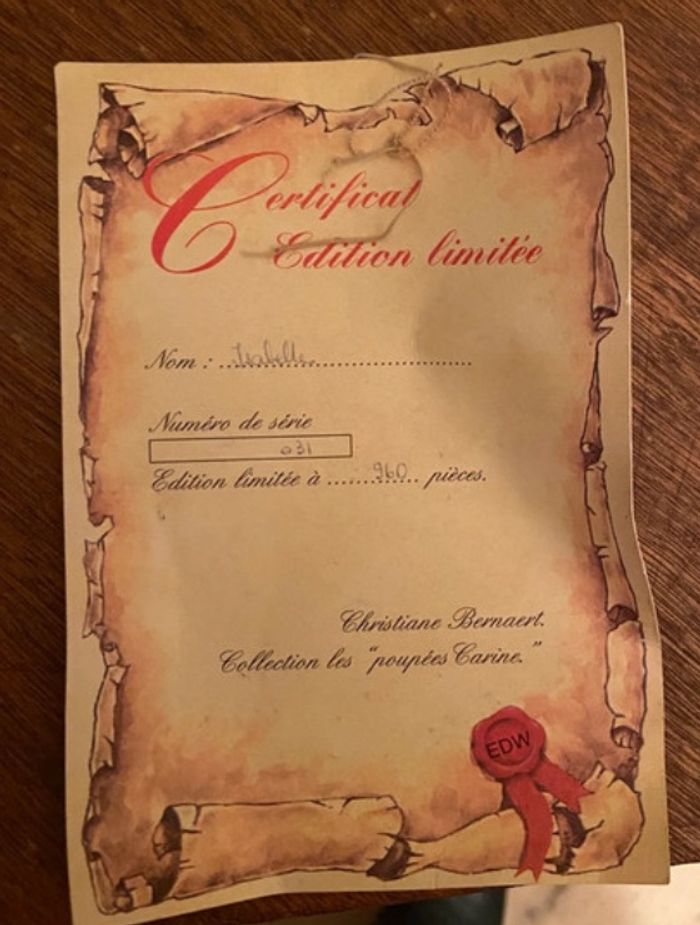 Certificat
Edition limitée
Nom : Isabelle
Numéro de série
031
Edition limitée à 960 pièces.
Christiane Bernaert.
Collection les "poupées Carine."
EDW